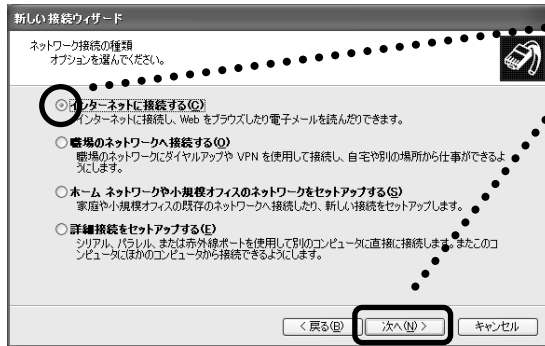 新しい接続ウィザード
ネットワーク接続の種類
オプションを選んでください。
インターネットに接続する(C)
インターネットに接続し、Web をブラウズしたり電子メールを読んだりできます。
職場のネットワークへ接続する(O)
職場のネットワークにダイヤルアップや VPN を使用して接続し、自宅や別の場所から仕事ができるよ
うにします。
ホーム ネットワークや小規模オフィスのネットワークをセットアップする(S)
家庭や小規模オフィスの既存のネットワークへ接続したり、新しい接続をセットアップします。
詳細接続をセットアップする(E)
シリアル、パラレル、または赤外線ポートを使用して別のコンピュータに直接に接続します。またこのコ
ンピュータにほかのコンピュータから接続できるようにします。
< 戻る(B)
次へ(N) >
キャンセル